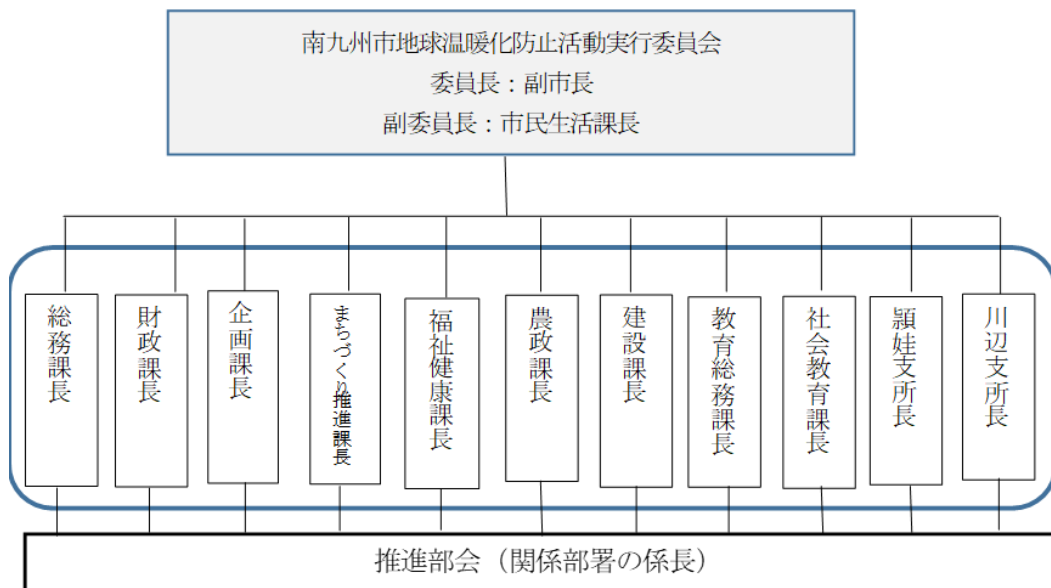 南九州市地球温暖化防止活動実行委員会
委員長：副市長
副委員長：市民生活課長
総務課長
財政課長
企画課長
まちづくり推進課長
福祉健康課長
農政課長
建設課長
教育総務課長
社会教育課長
頴娃支所長
川辺支所長
推進部会（関係部署の係長）